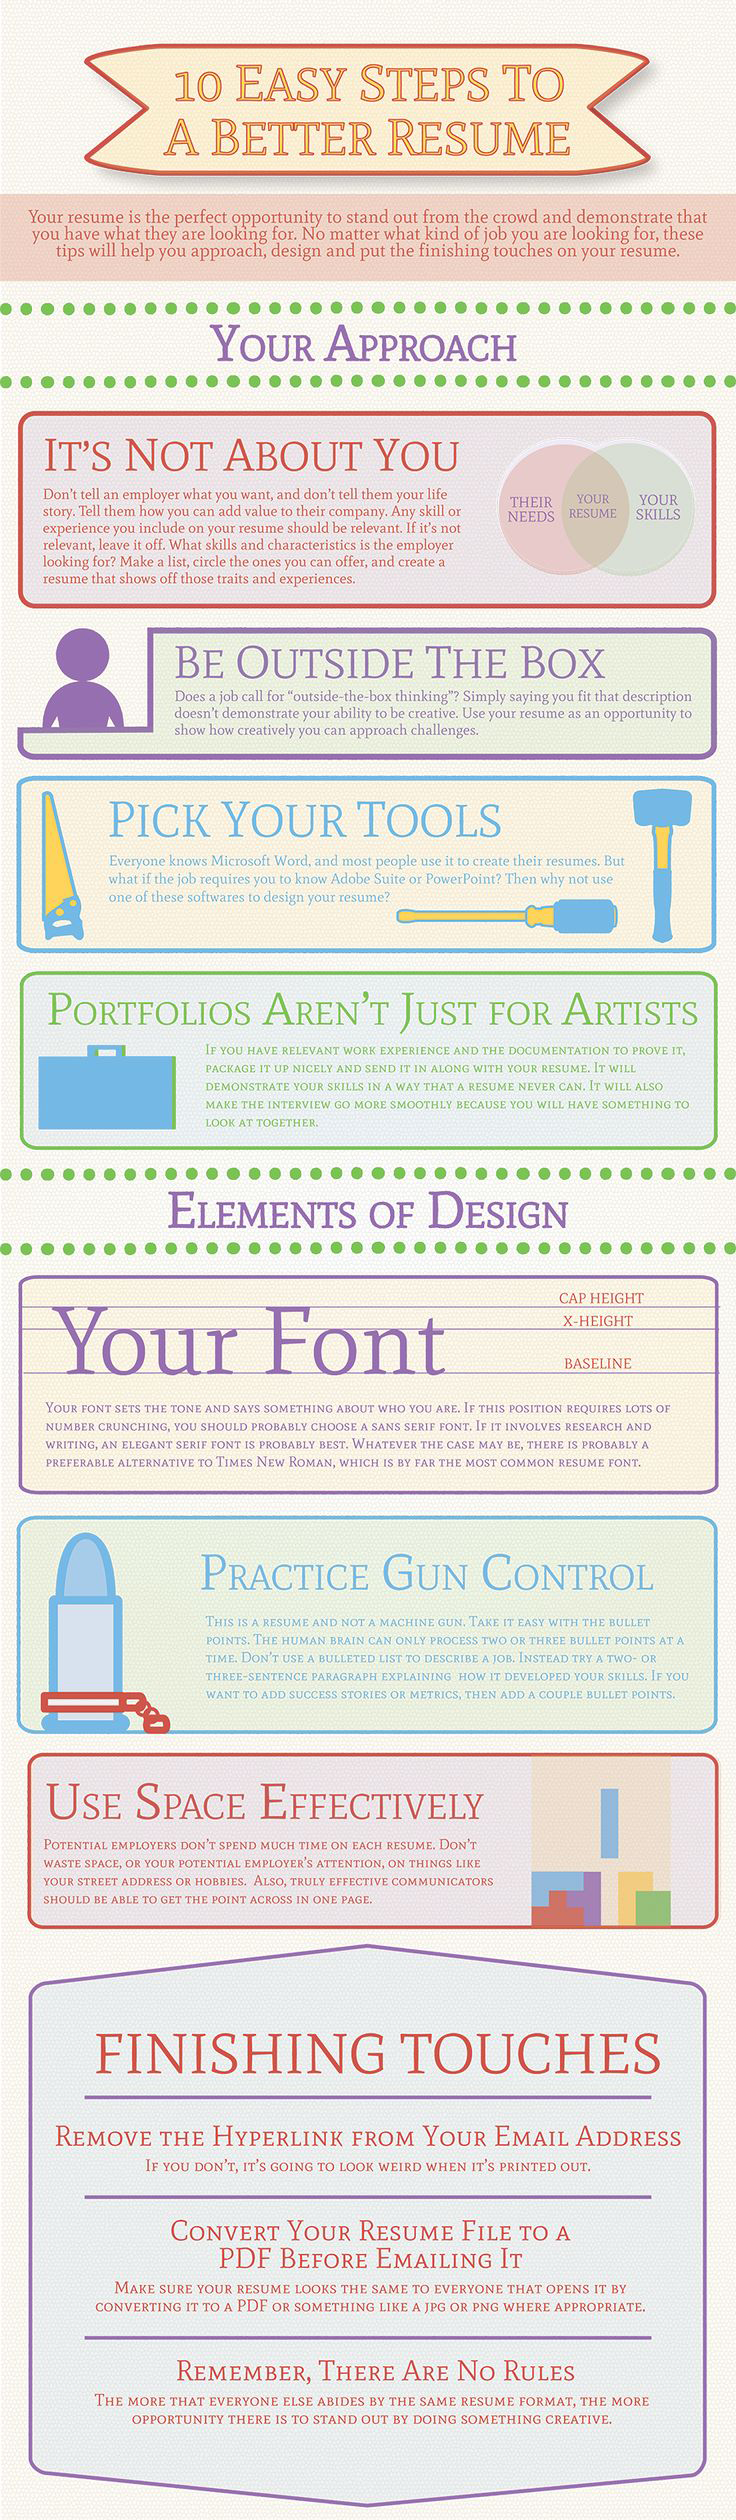 10 Easy Steps To
A Better Resume
Your resume is the perfect opportunity to stand out from the crowd and demonstrate that
you have what they are looking for. No matter what kind of job you are looking for, these
tips will help you approach, design and put the finishing touches on your resume.
Your Approach
It's Not About You
Don't tell an employer what you want, and don't tell them your life
story. Tell them how you can add value to their company. Any skill or
experience you include on your resume should be relevant. If it's not
relevant, leave it off. What skills and characteristics is the employer
looking for? Make a list, circle the ones you can offer, and create a
resume that shows off those traits and experiences.
THEIR
NEEDS
YOUR
RESUME
YOUR
SKILLS
Be Outside The Box
Does a job call for "outside-the-box thinking"? Simply saying you fit that description
doesn't demonstrate your ability to be creative. Use your resume as an opportunity to
show how creatively you can approach challenges.
Pick Your Tools
Everyone knows Microsoft Word, and most people use it to create their resumes. But
what if the job requires you to know Adobe Suite or PowerPoint? Then why not use
one of these softwares to design your resume?
Portfolios Aren't Just for Artists
If you have relevant work experience and the documentation to prove it,
package it up nicely and send it in along with your resume. It will
demonstrate your skills in a way that a resume never can. It will also
make the interview go more smoothly because you will have something to
look at together.
Elements of Design
Your Font
CAP HEIGHT
X-HEIGHT
BASELINE
Your font sets the tone and says something about who you are. If this position requires lots of
number crunching, you should probably choose a sans serif font. If it involves research and
writing, an elegant serif font is probably best. Whatever the case may be, there is probably a
preferable alternative to Times New Roman, which is by far the most common resume font.
Practice Gun Control
This is a resume and not a machine gun. Take it easy with the bullet
points. The human brain can only process two or three bullet points at a
time. Don't use a bulleted list to describe a job. Instead try a two- or
three-sentence paragraph explaining how it developed your skills. If you
want to add success stories or metrics, then add a couple bullet points.
Use Space Effectively
Potential employers don't spend much time on each resume. Don't
waste space, or your potential employer's attention, on things like
your street address or hobbies. Also, truly effective communicators
should be able to get the point across in one page.
FINISHING TOUCHES
Remove the Hyperlink from Your Email Address
If you don't, it's going to look weird when it's printed out.
Convert Your Resume File to a
PDF Before Emailing It
Make sure your resume looks the same to everyone that opens it by
converting it to a PDF or something like a jpg or png where appropriate.
Remember, There Are No Rules
The more that everyone else abides by the same resume format, the more
opportunity there is to stand out by doing something creative.